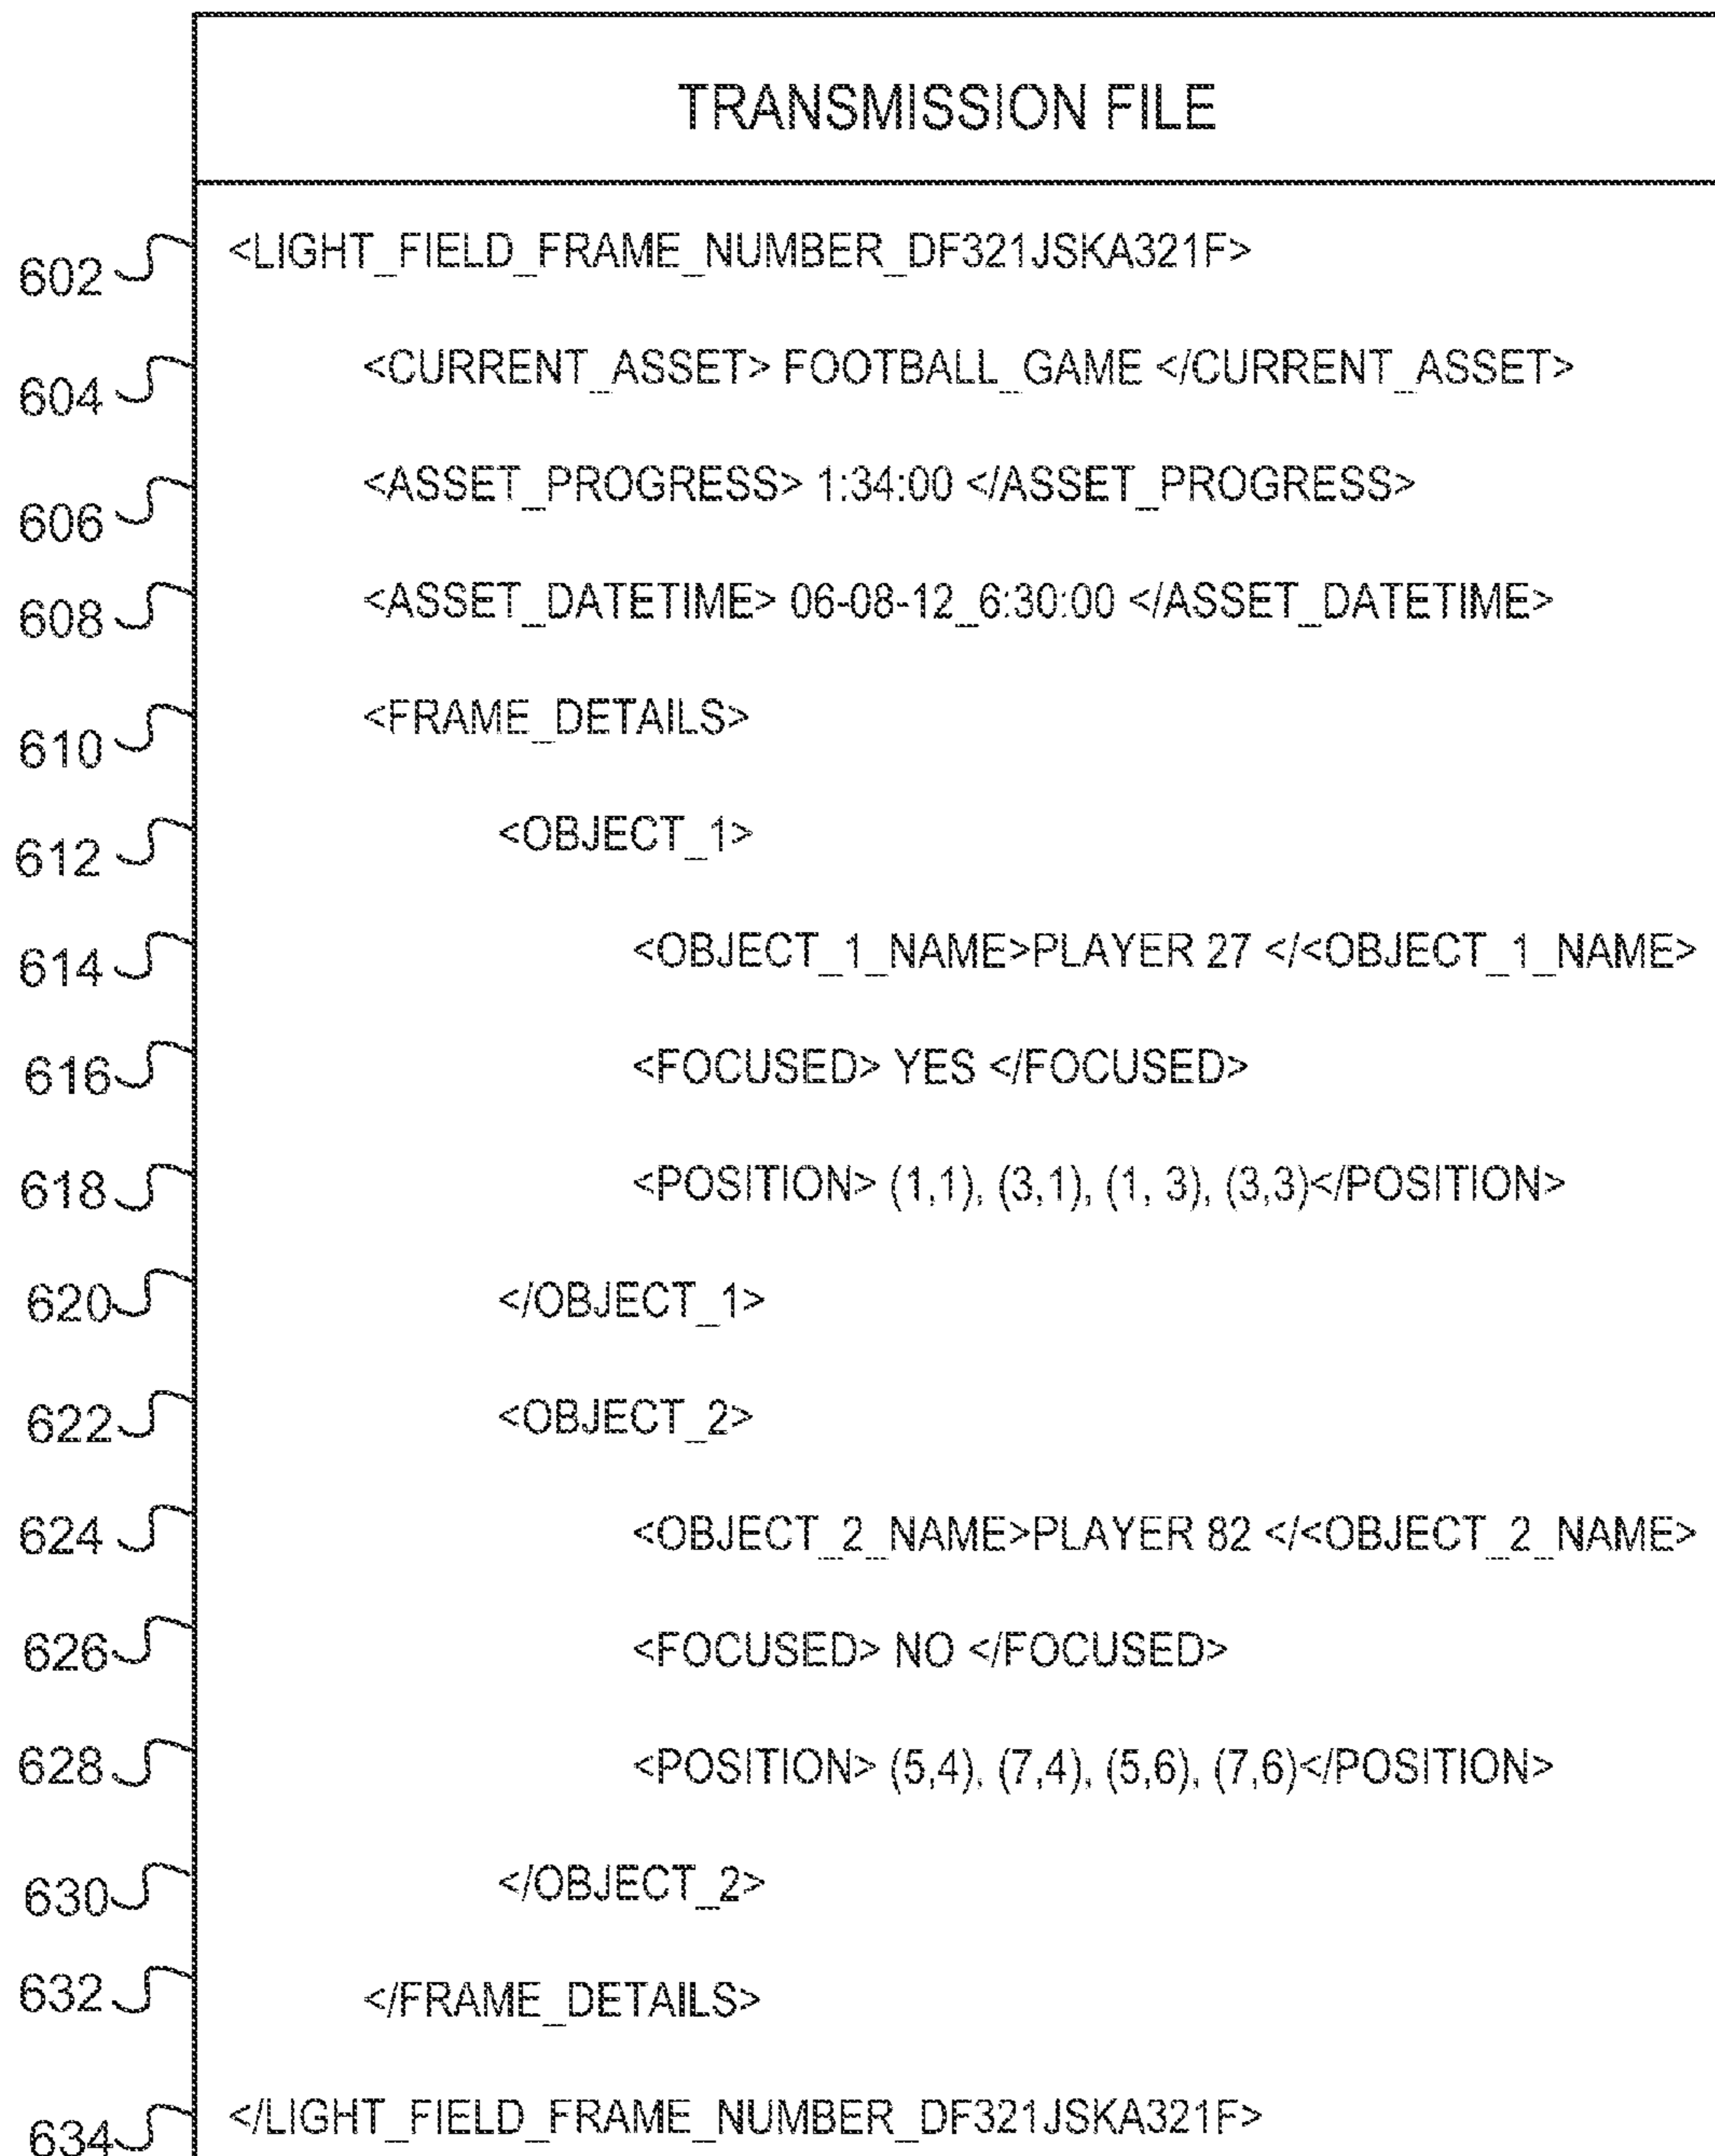 TRANSMISSION FILE
602 <LIGHT_FIELD_FRAME_NUMBER_DF321JSKA321F>
604 <CURRENT_ASSET> FOOTBALL_GAME </CURRENT_ASSET>
606 <ASSET_PROGRESS> 1:34:00 </ASSET_PROGRESS>
608 <ASSET_DATETIME> 06-08-12_6:30:00 </ASSET_DATETIME>
610 <FRAME_DETAILS>
612 <OBJECT_1>
614 <OBJECT_1_NAME>PLAYER 27 </<OBJECT_1_NAME>
616 <FOCUSED> YES </FOCUSED>
618 <POSITION> (1,1), (3,1), (1, 3), (3,3)</POSITION>
620 </OBJECT_1>
622 <OBJECT_2>
624 <OBJECT_2_NAME>PLAYER 82 </<OBJECT_2_NAME>
626 <FOCUSED> NO </FOCUSED>
628 <POSITION> (5,4), (7,4), (5,6), (7,6)</POSITION>
630 </OBJECT_2>
632 </FRAME_DETAILS>
634 </LIGHT_FIELD_FRAME_NUMBER_DF321JSKA321F>